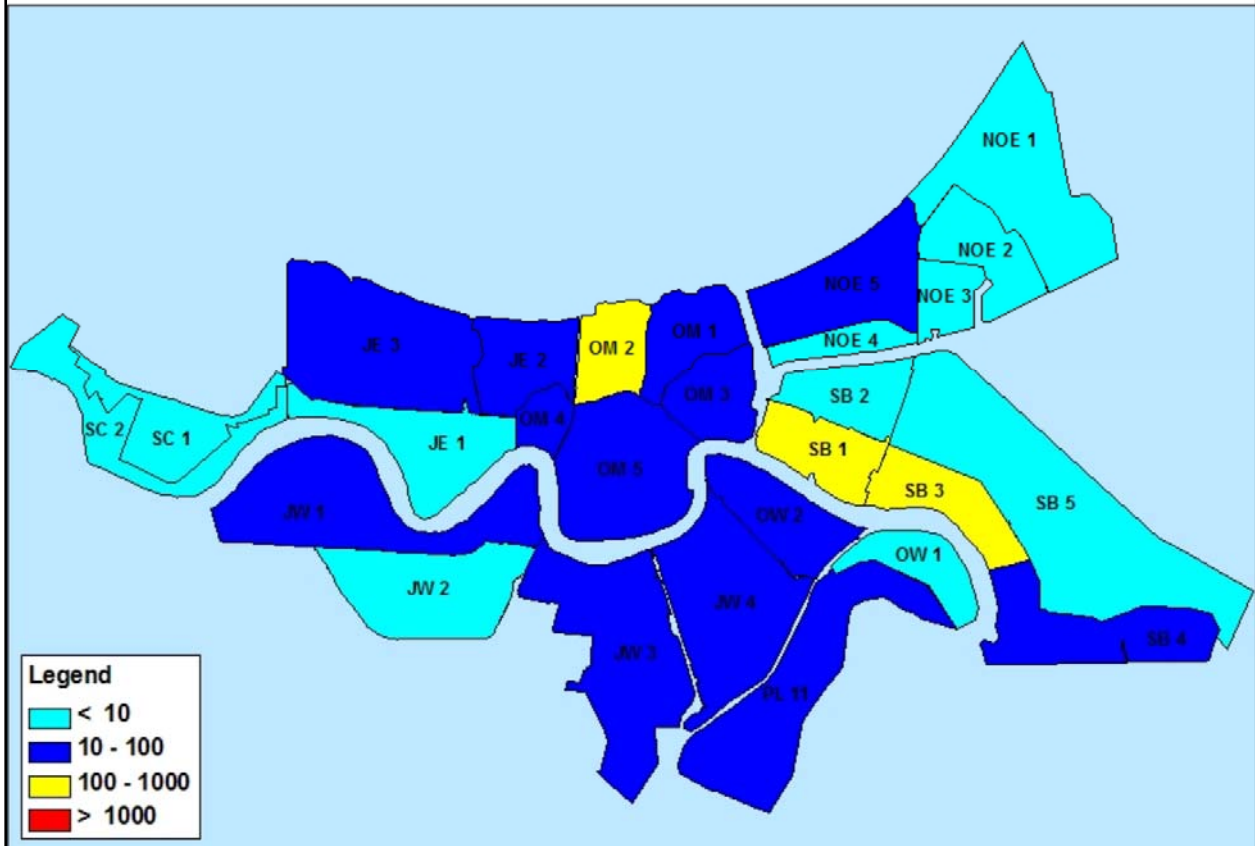 NOE 1
NOE 2
NOE 5
NOE 3
OM 1
NOE 4
JE 3
JE 2
OM 2
OM 3
SB 2
OM 4
SC 2
SC 1
JE 1
SB 1
OM 5
SB 3
SB 5
JW 1
OW 2
OW 1
JW 2
JW 4
SB 4
JW 3
PL 11
Legend
< 10
10 - 100
100 - 1000
> 1000